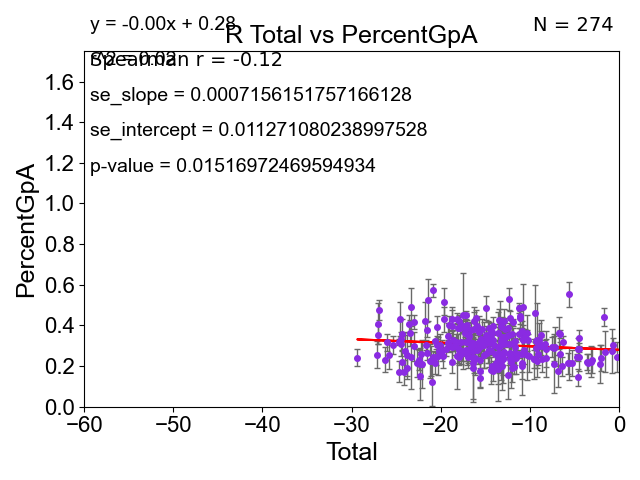 y = -0.00x + 0.28
N = 274
R Total vs PercentGpA
Spearman r = -0.12
se_slope = 0.0007156151757166128
se_intercept = 0.011271080238997528
p-value = 0.01516972469594934
PercentGpA
1.6
1.4
1.2
1.0
0.8
0.6
0.4
0.2
0.0
−60 −50 −40 −30 −20 −10 0
Total